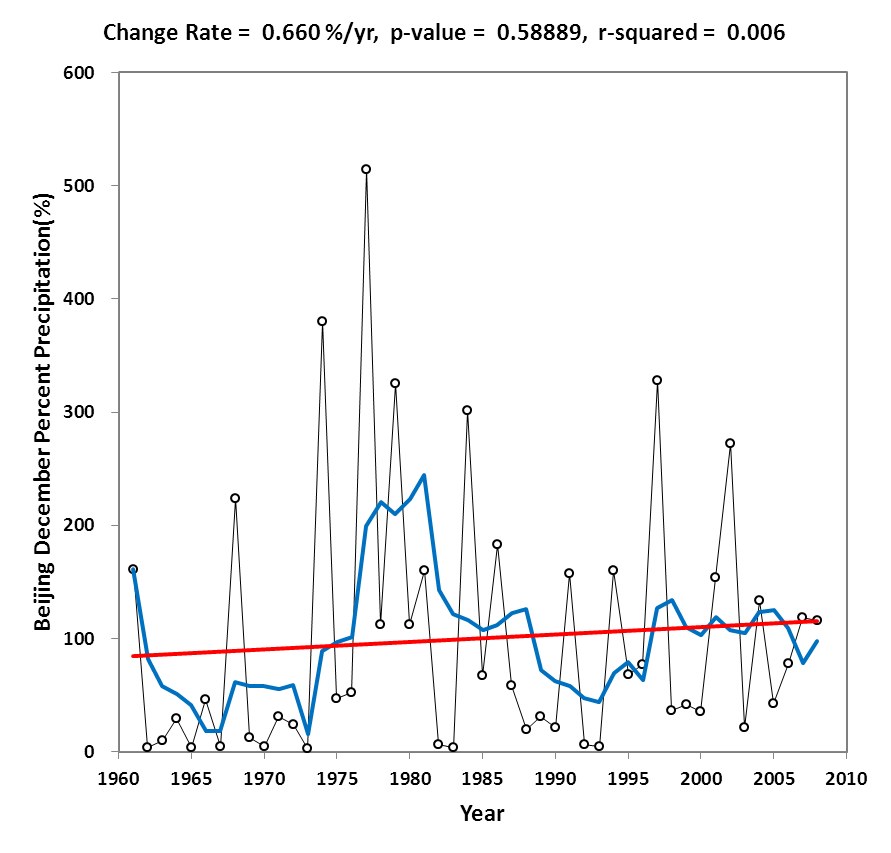 Change Rate = 0.660 %/yr, p-value = 0.58889, r-squared = 0.006
600
500
400
300
200
100
0
Beijing December Percent Precipitation(%)
1960 1965 1970 1975 1980 1985 1990 1995 2000 2005 2010
Year